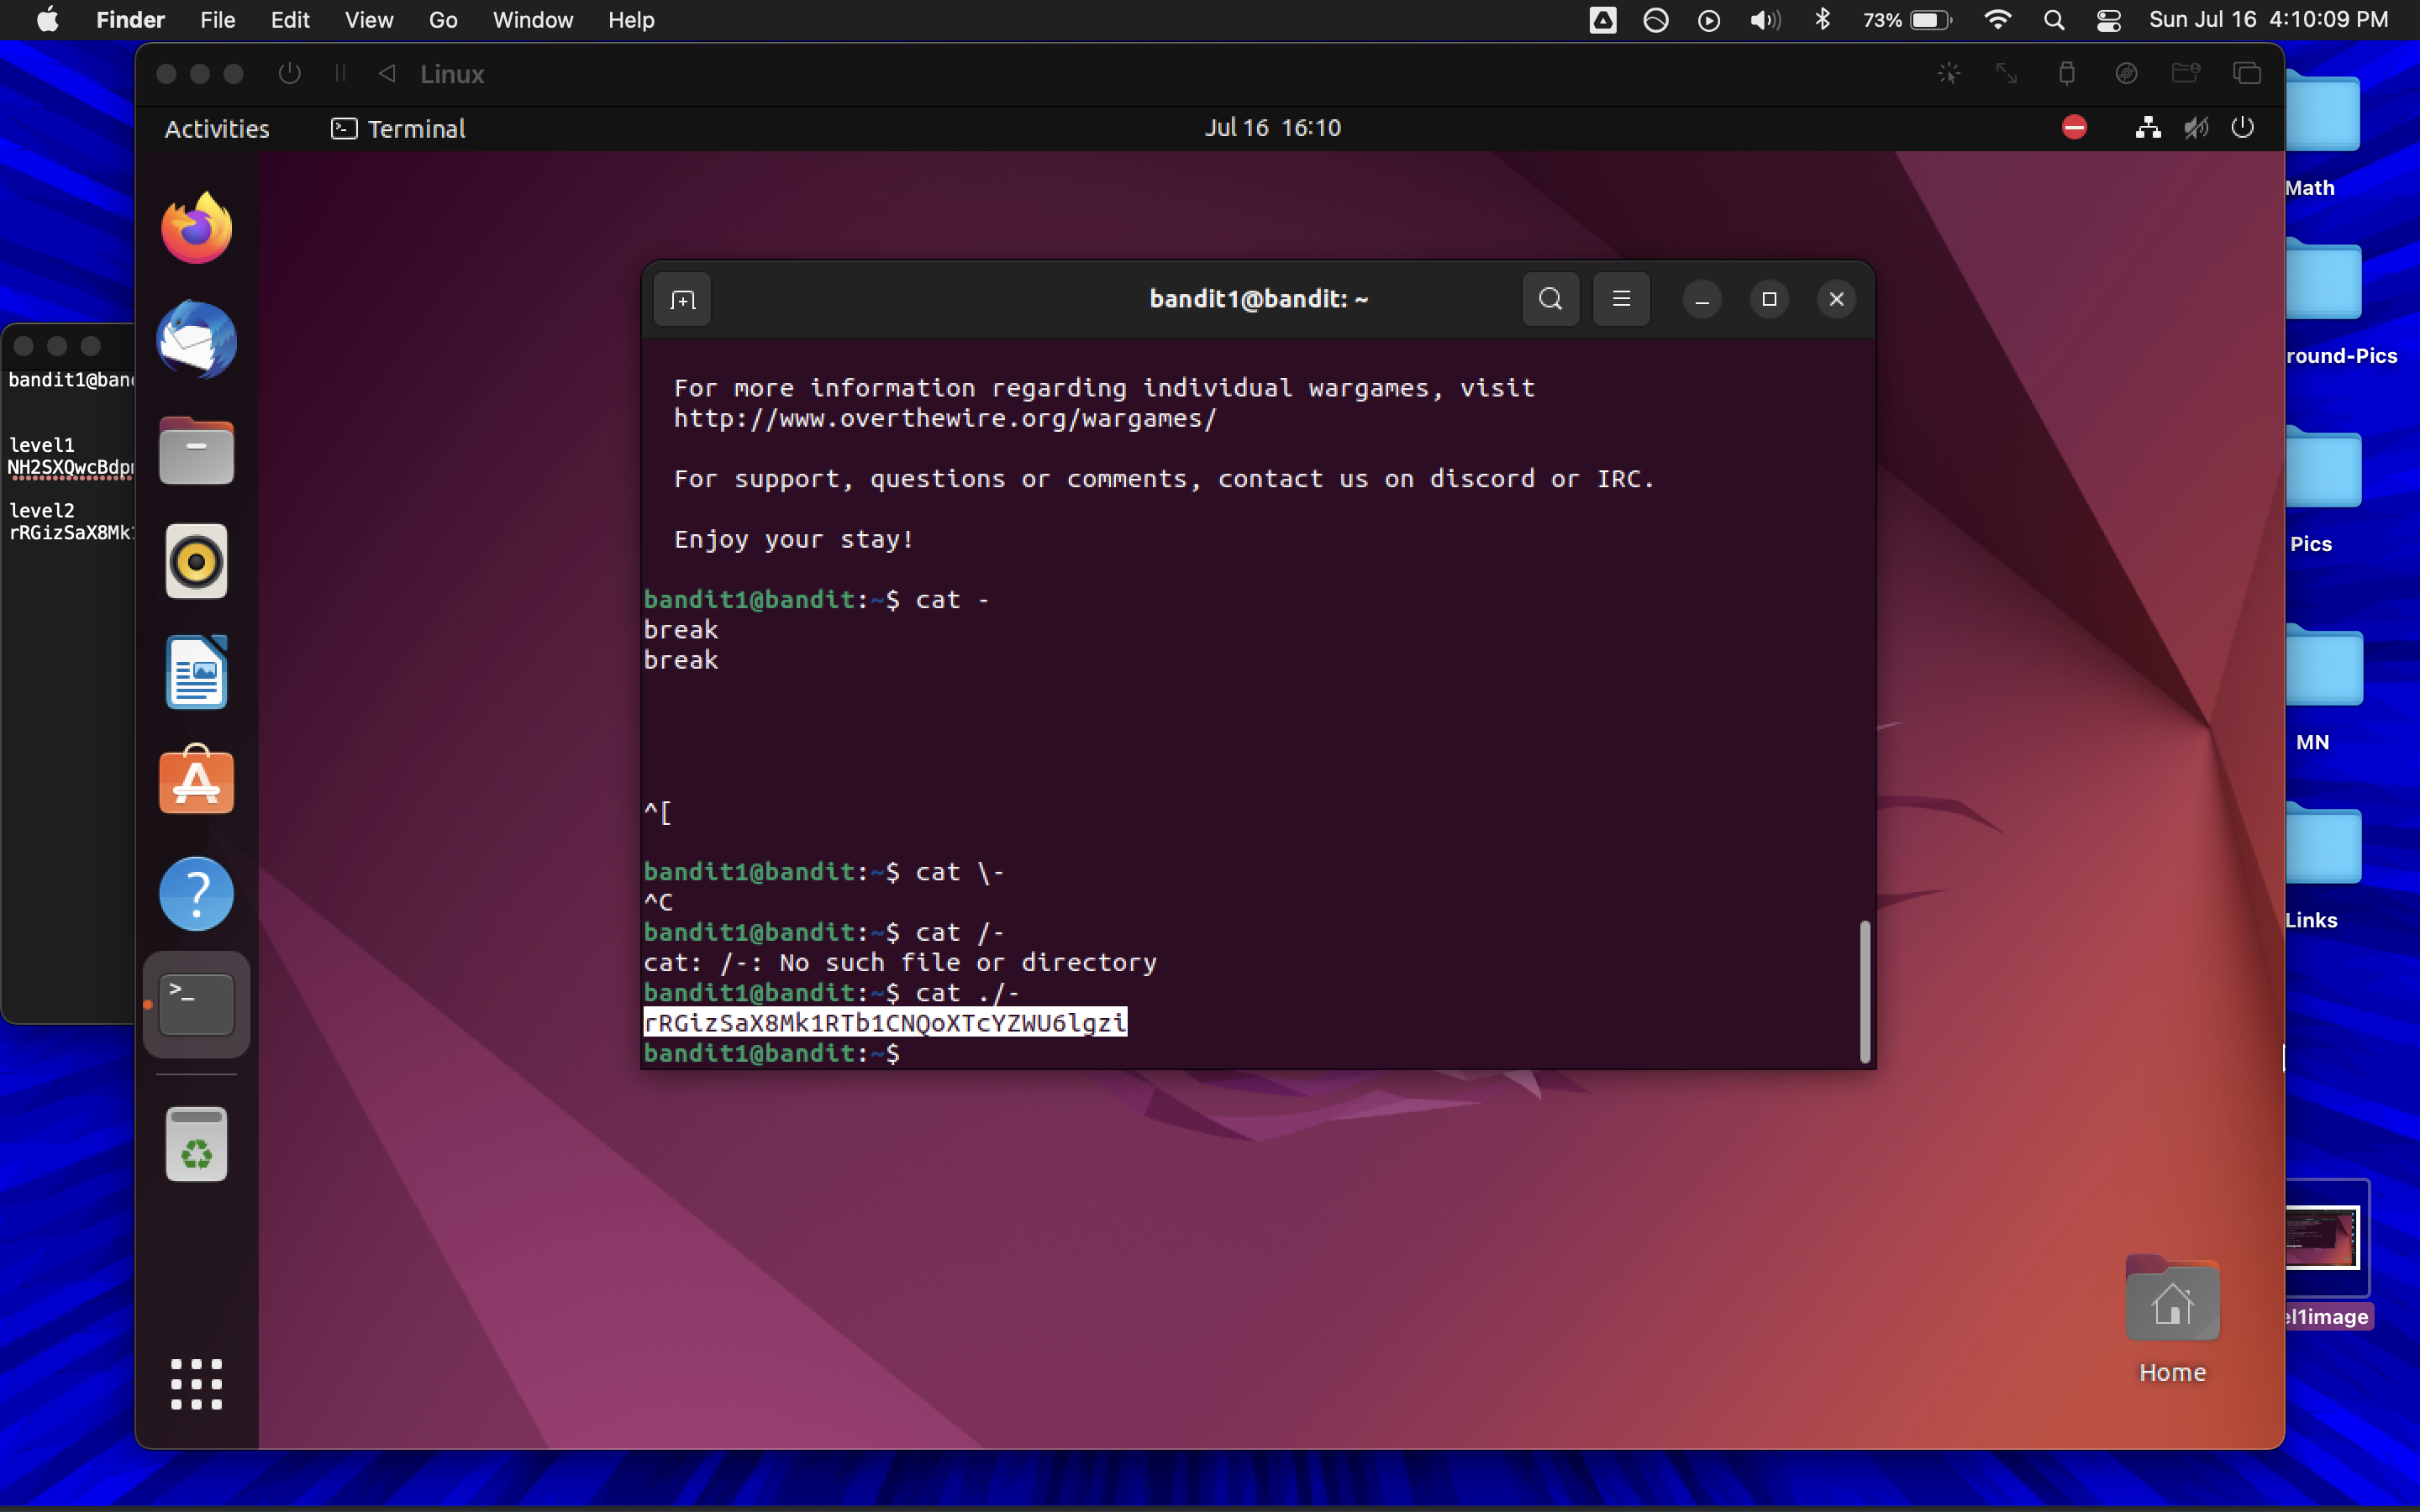 Finder File Edit View Go Window Help 73% Sun Jul 16 4:10:09 PM
Linux
Activities Terminal Jul 16 16:10
Math
round-Pics
Pics
MN
Links
el1image
Home
bandit1@ban
level1
NH2SXQwcBdp
level2
rRGizSaX8Mk
bandit1@bandit: ~
For more information regarding individual wargames, visit
http://www.overthewire.org/wargames/
For support, questions or comments, contact us on discord or IRC.
Enjoy your stay!
bandit1@bandit:~$ cat -
break
break
^[
bandit1@bandit:~$ cat \-
^C
bandit1@bandit:~$ cat /-
cat: /-: No such file or directory
bandit1@bandit:~$ cat ./-
rRGizSaX8Mk1RTb1CNQoXTcYZWU6lgzi
bandit1@bandit:~$